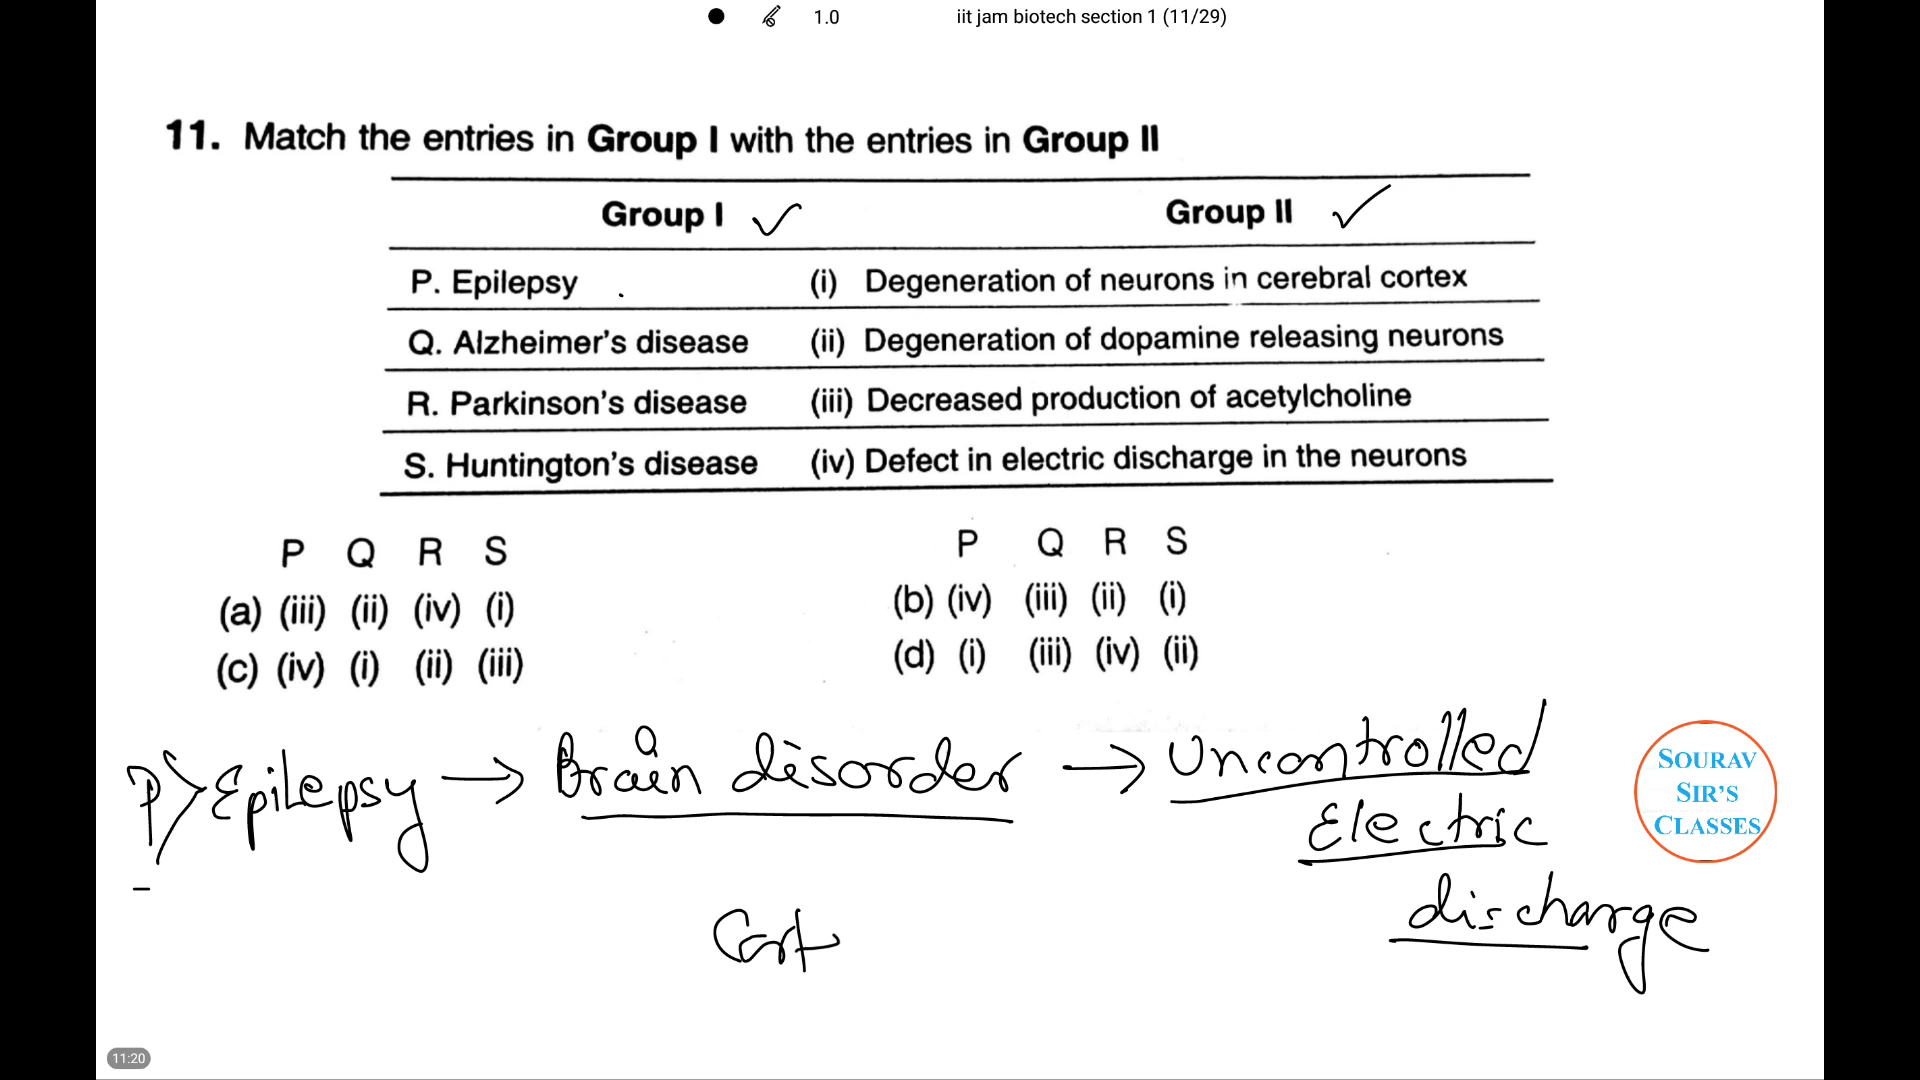 1.0 iit jam biotech section 1 (11/29)
11. Match the entries in Group I with the entries in Group II
Group I Group II
P. Epilepsy (i) Degeneration of neurons in cerebral cortex
Q. Alzheimer's disease (ii) Degeneration of dopamine releasing neurons
R. Parkinson's disease (iii) Decreased production of acetylcholine
S. Huntington's disease (iv) Defect in electric discharge in the neurons
P Q R S P Q R S
(a) (iii) (ii) (iv) (i) (b) (iv) (iii) (ii) (i)
(c) (iv) (i) (ii) (iii) (d) (i) (iii) (iv) (ii)
P) Epilepsy → Brain disorder → Uncontrolled
Electric
discharge
SOURAV
SIR'S
CLASSES
11:20